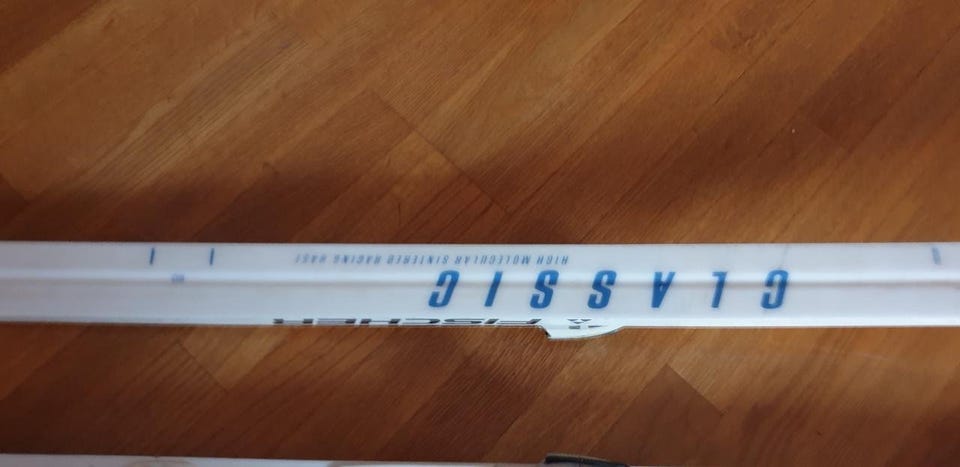 CLASSIC
HIGH MOLECULAR SINTERED RACING BASE
FISCHER